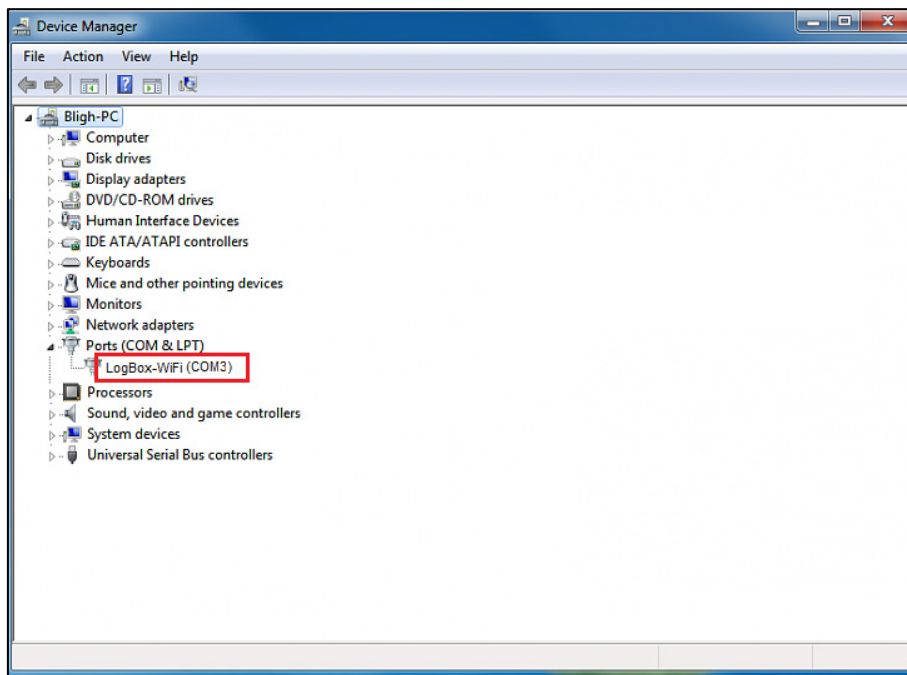 Device Manager
File Action View Help
Bligh-PC
Computer
Disk drives
Display adapters
DVD/CD-ROM drives
Human Interface Devices
IDE ATA/ATAPI controllers
Keyboards
Mice and other pointing devices
Monitors
Network adapters
Ports (COM & LPT)
LogBox-WiFi (COM3)
Processors
Sound, video and game controllers
System devices
Universal Serial Bus controllers